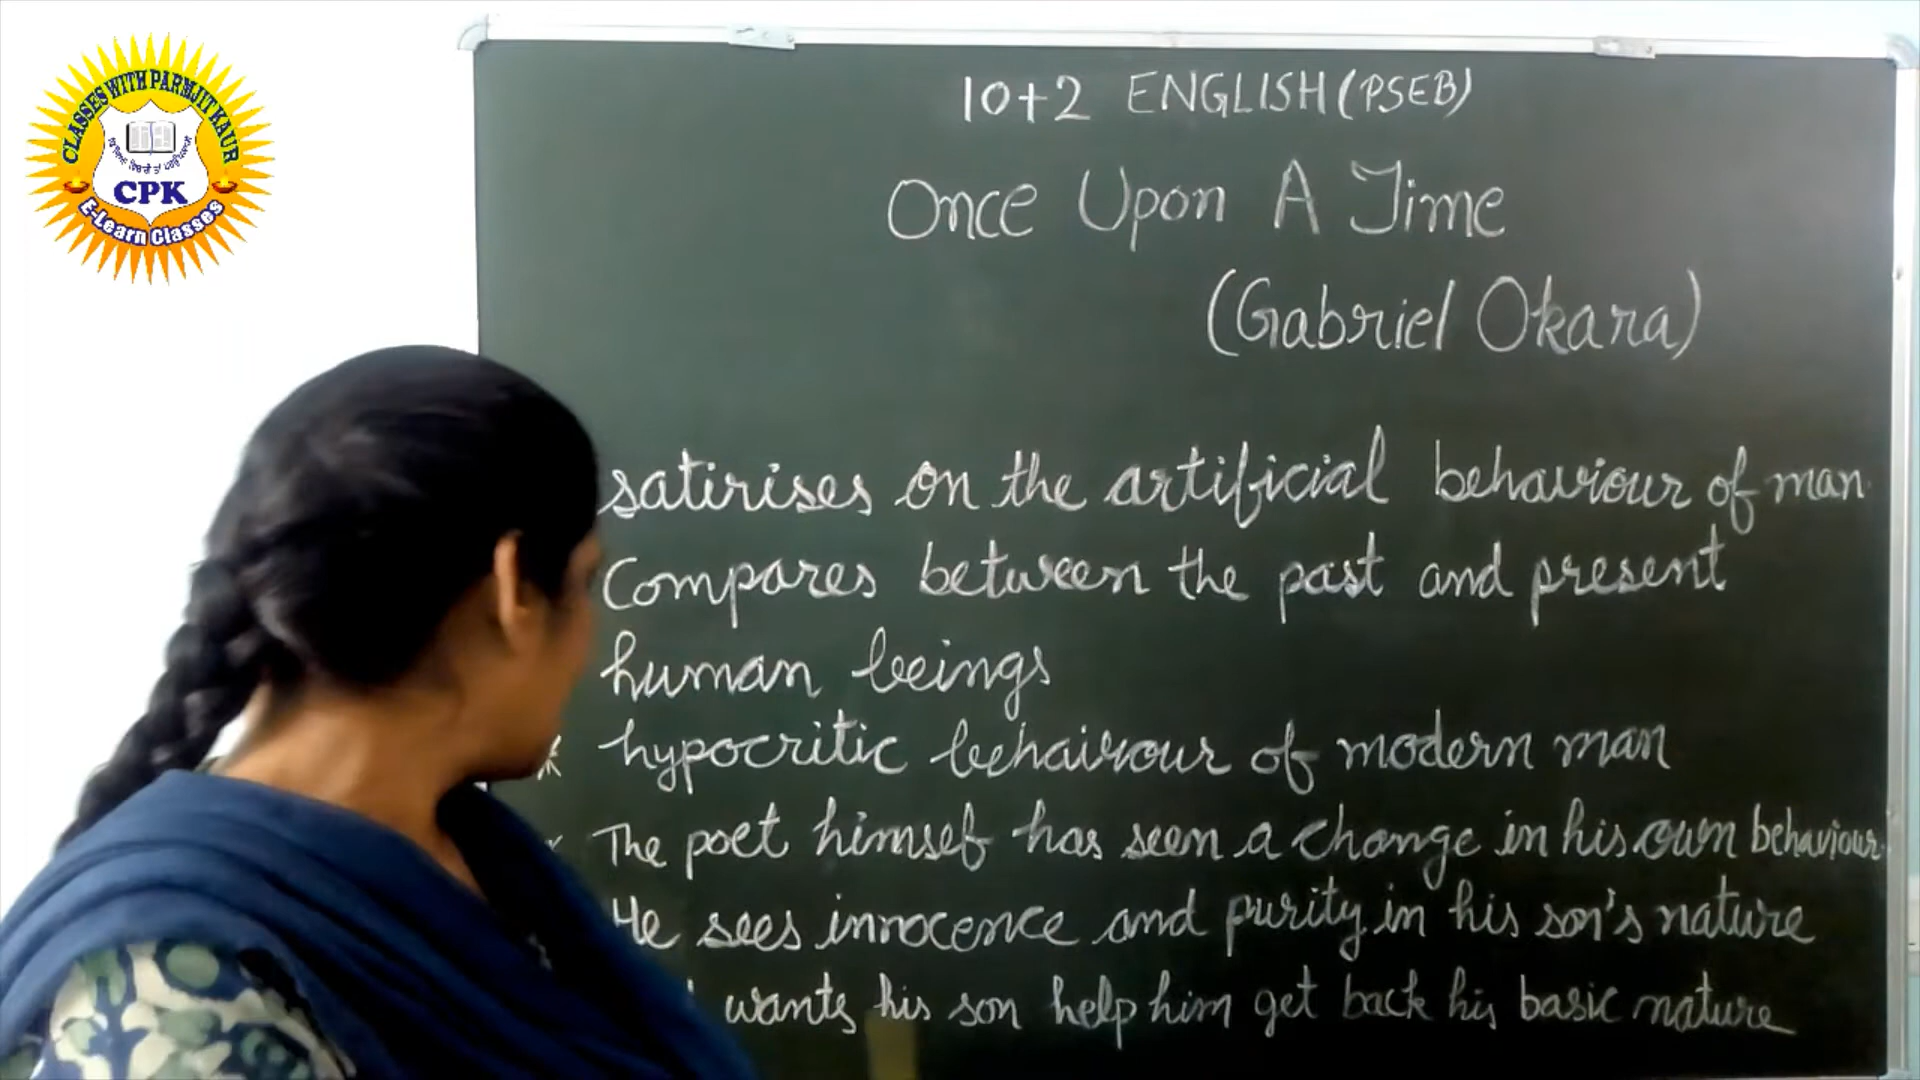 CLASSES WITH PARMJIT KAUR
CPK
E-Learn Classes
10+2 ENGLISH (PSEB)
Once Upon A Time
(Gabriel Okara)
satirises on the artificial behaviour of man
Compares between the past and present
human beings
hypocritic behaiviour of modern man
The poet himsef has seen a change in his own behaviour.
He sees innocence and purity in his son's nature
wants his son help him get back his basic nature